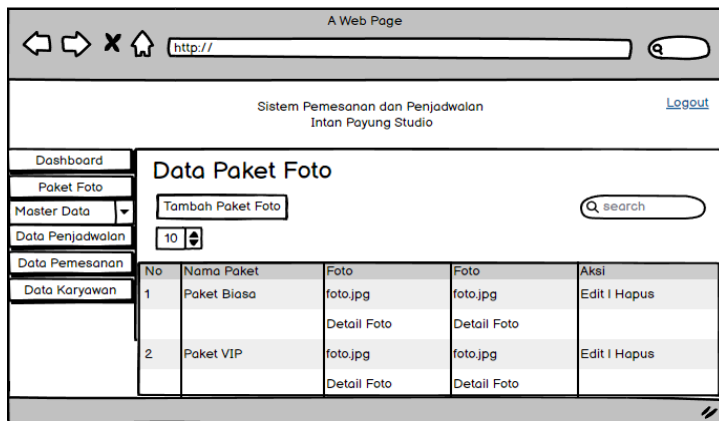 A Web Page
http://
Sistem Pemesanan dan Penjadwalan
Intan Payung Studio
Logout
Dashboard
Paket Foto
Master Data
Data Penjadwalan
Data Pemesanan
Data Karyawan
Data Paket Foto
Tambah Paket Foto
search
10
No Nama Paket Foto Foto Aksi
1 Paket Biasa foto.jpg foto.jpg Edit | Hapus
Detail Foto Detail Foto
2 Paket VIP foto.jpg foto.jpg Edit | Hapus
Detail Foto Detail Foto